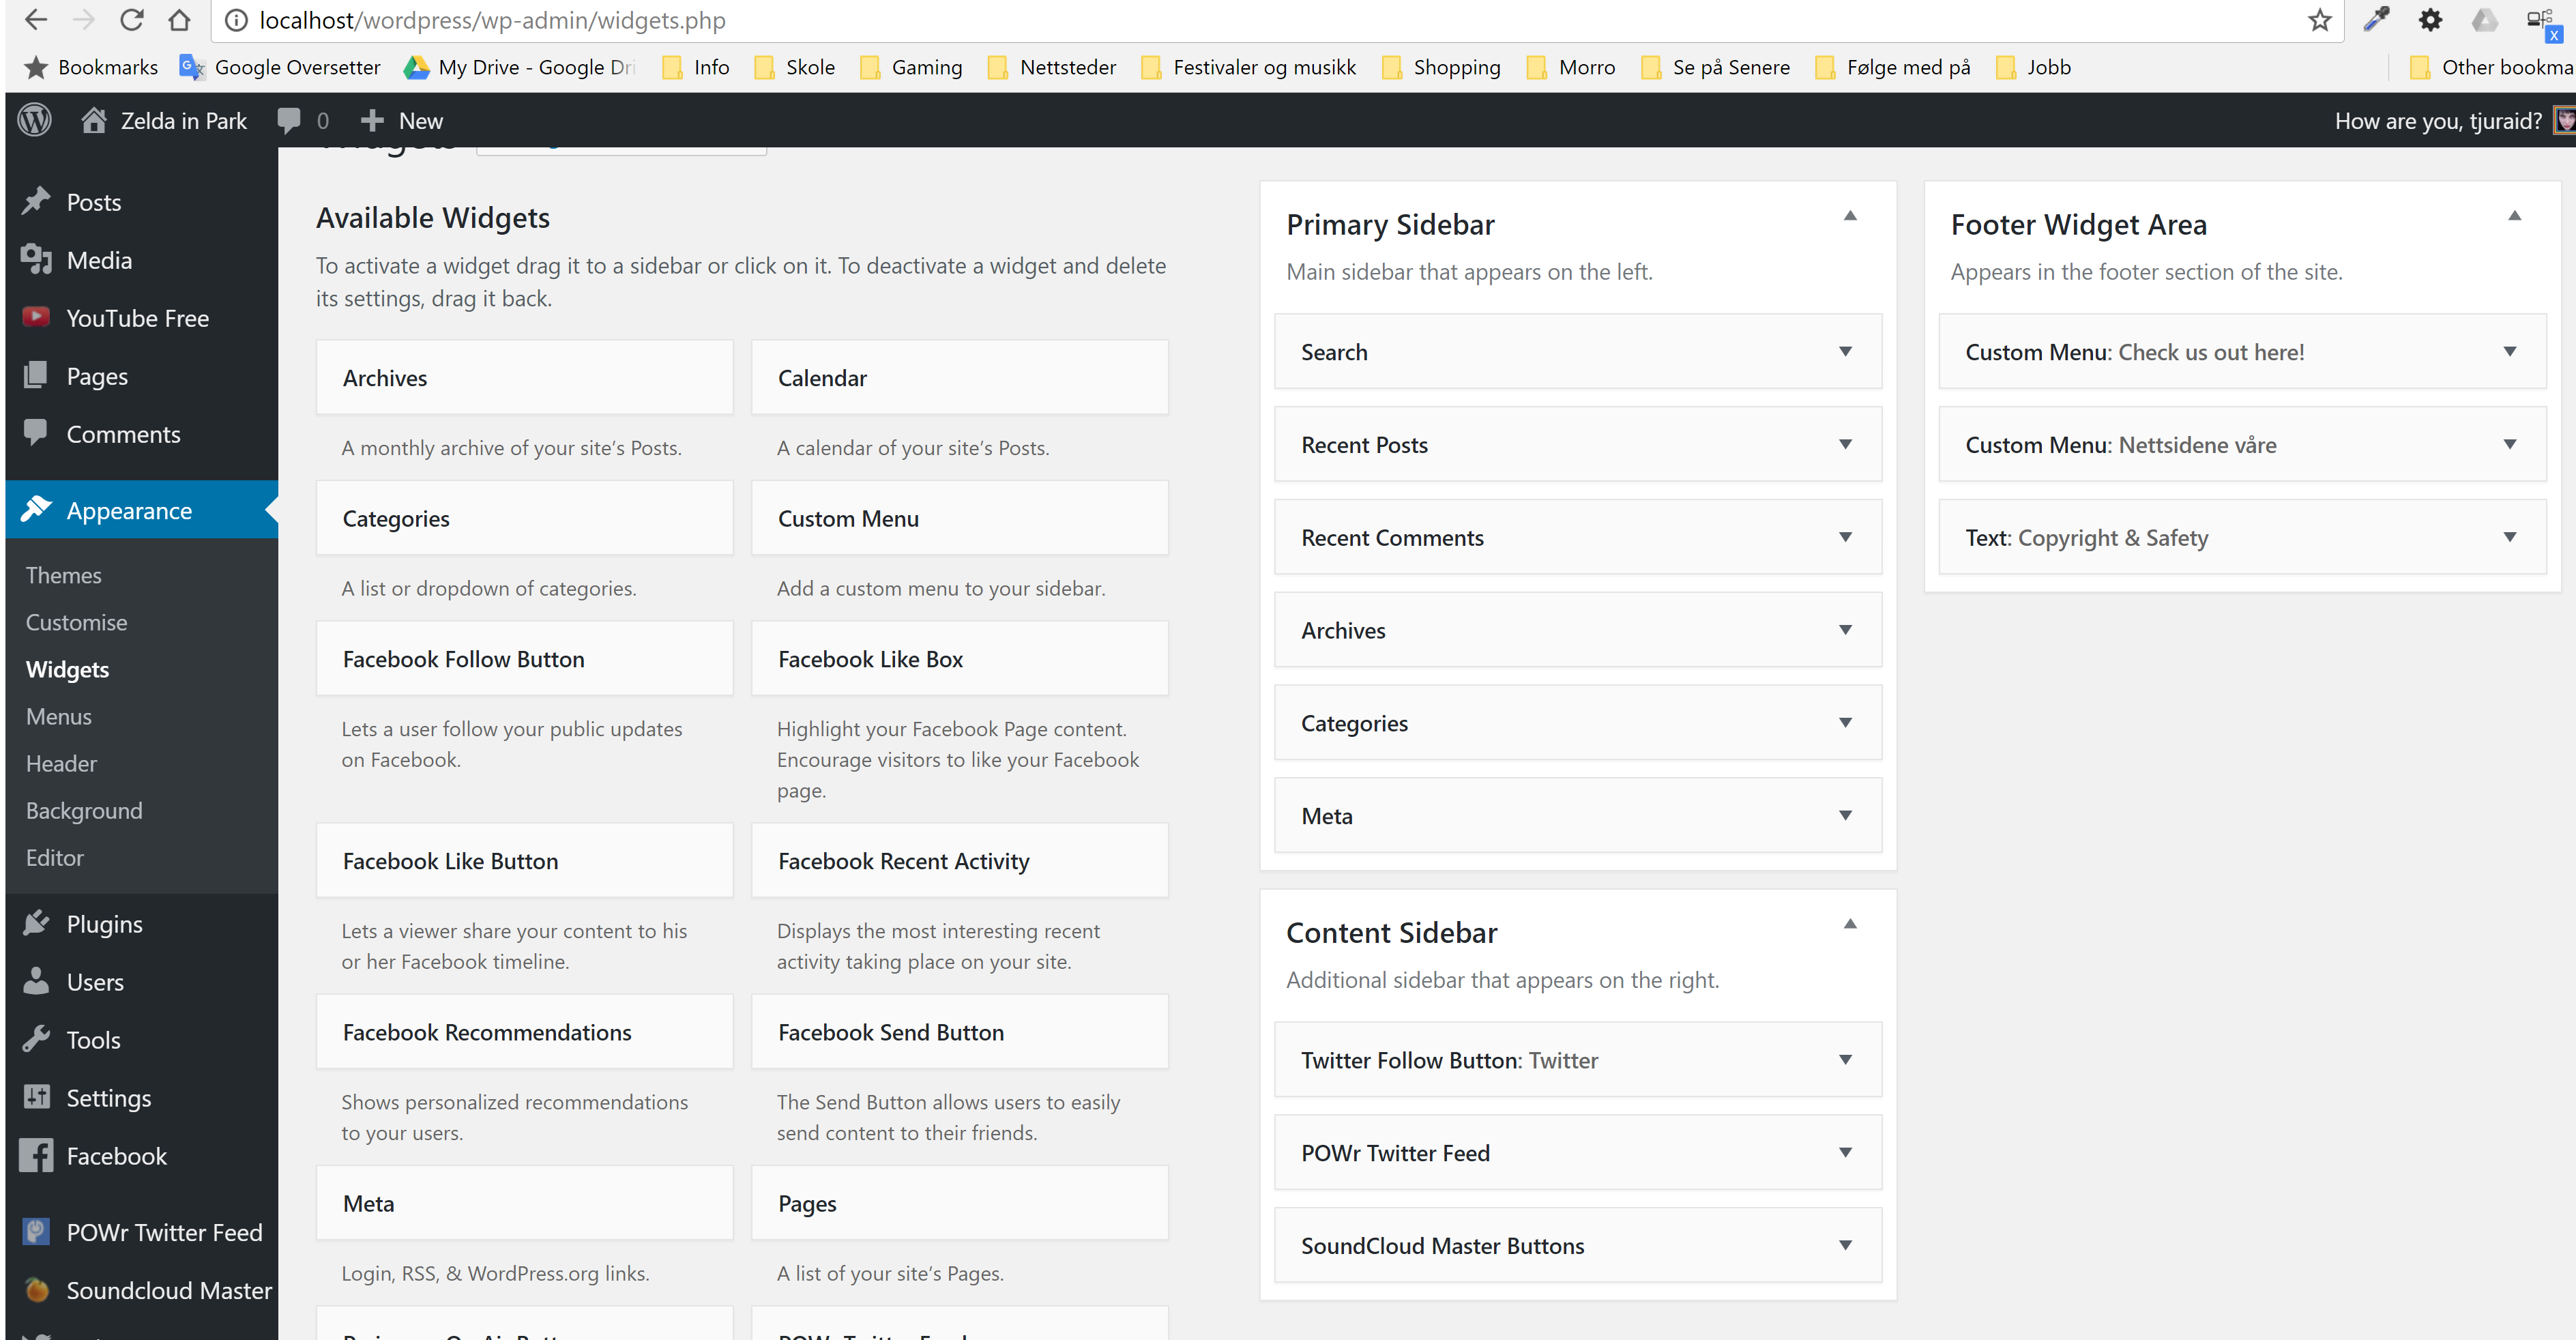 localhost/wordpress/wp-admin/widgets.php
Bookmarks Google Oversetter My Drive - Google Dri Info Skole Gaming Nettsteder Festivaler og musikk Shopping Morro Se på Senere Følge med på Jobb Other bookma
Zelda in Park 0 New How are you, tjuraid?
Widgets
Posts
Media
YouTube Free
Pages
Comments
Appearance
Themes
Customise
Widgets
Menus
Header
Background
Editor
Plugins
Users
Tools
Settings
Facebook
POWr Twitter Feed
Soundcloud Master
Available Widgets
To activate a widget drag it to a sidebar or click on it. To deactivate a widget and delete
its settings, drag it back.
Archives
A monthly archive of your site's Posts.
Calendar
A calendar of your site's Posts.
Categories
A list or dropdown of categories.
Custom Menu
Add a custom menu to your sidebar.
Facebook Follow Button
Lets a user follow your public updates
on Facebook.
Facebook Like Box
Highlight your Facebook Page content.
Encourage visitors to like your Facebook
page.
Facebook Like Button
Lets a viewer share your content to his
or her Facebook timeline.
Facebook Recent Activity
Displays the most interesting recent
activity taking place on your site.
Facebook Recommendations
Shows personalized recommendations
to your users.
Facebook Send Button
The Send Button allows users to easily
send content to their friends.
Meta
Login, RSS, & WordPress.org links.
Pages
A list of your site's Pages.
POWr Twitter Feed
Primary Sidebar
Main sidebar that appears on the left.
Search
Recent Posts
Recent Comments
Archives
Categories
Meta
Content Sidebar
Additional sidebar that appears on the right.
Twitter Follow Button: Twitter
POWr Twitter Feed
SoundCloud Master Buttons
Footer Widget Area
Appears in the footer section of the site.
Custom Menu: Check us out here!
Custom Menu: Nettsidene våre
Text: Copyright & Safety